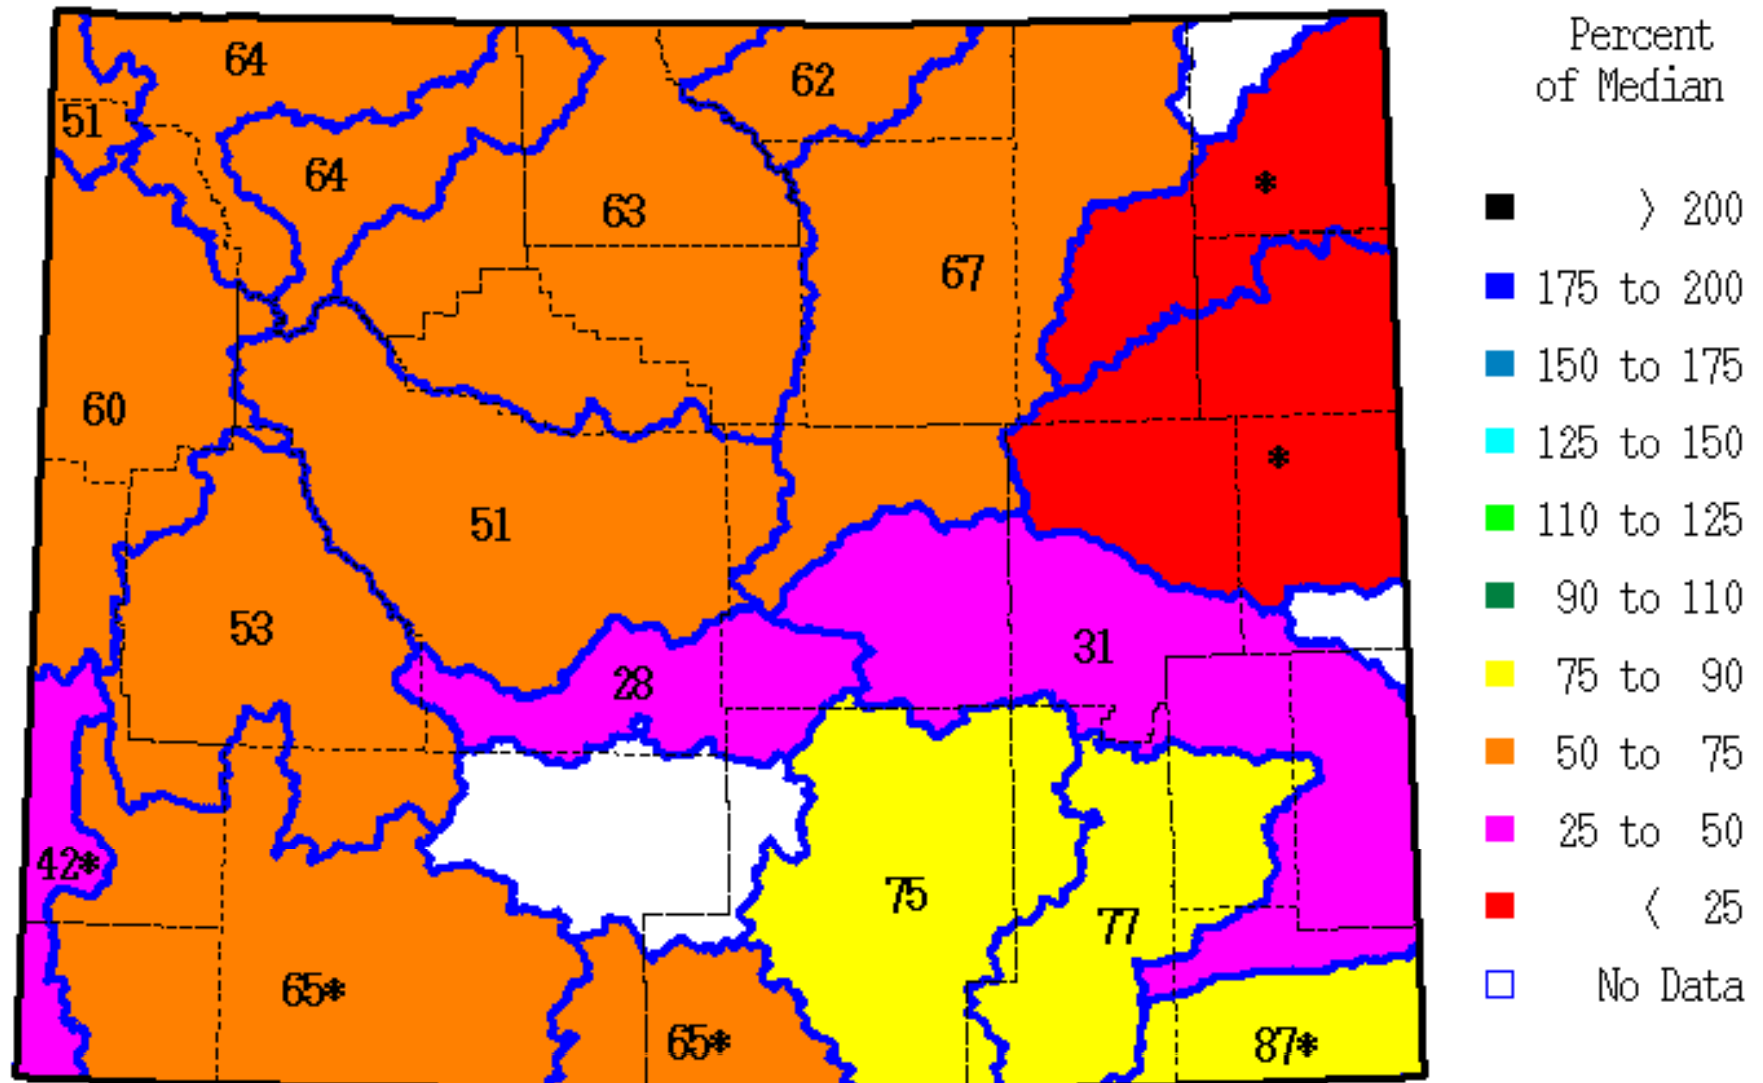 64
62
51
64
63
*
67
60
*
51
53
31
28
42*
75
77
65*
65*
87*
Percent
of Median
> 200
175 to 200
150 to 175
125 to 150
110 to 125
90 to 110
75 to 90
50 to 75
25 to 50
< 25
No Data